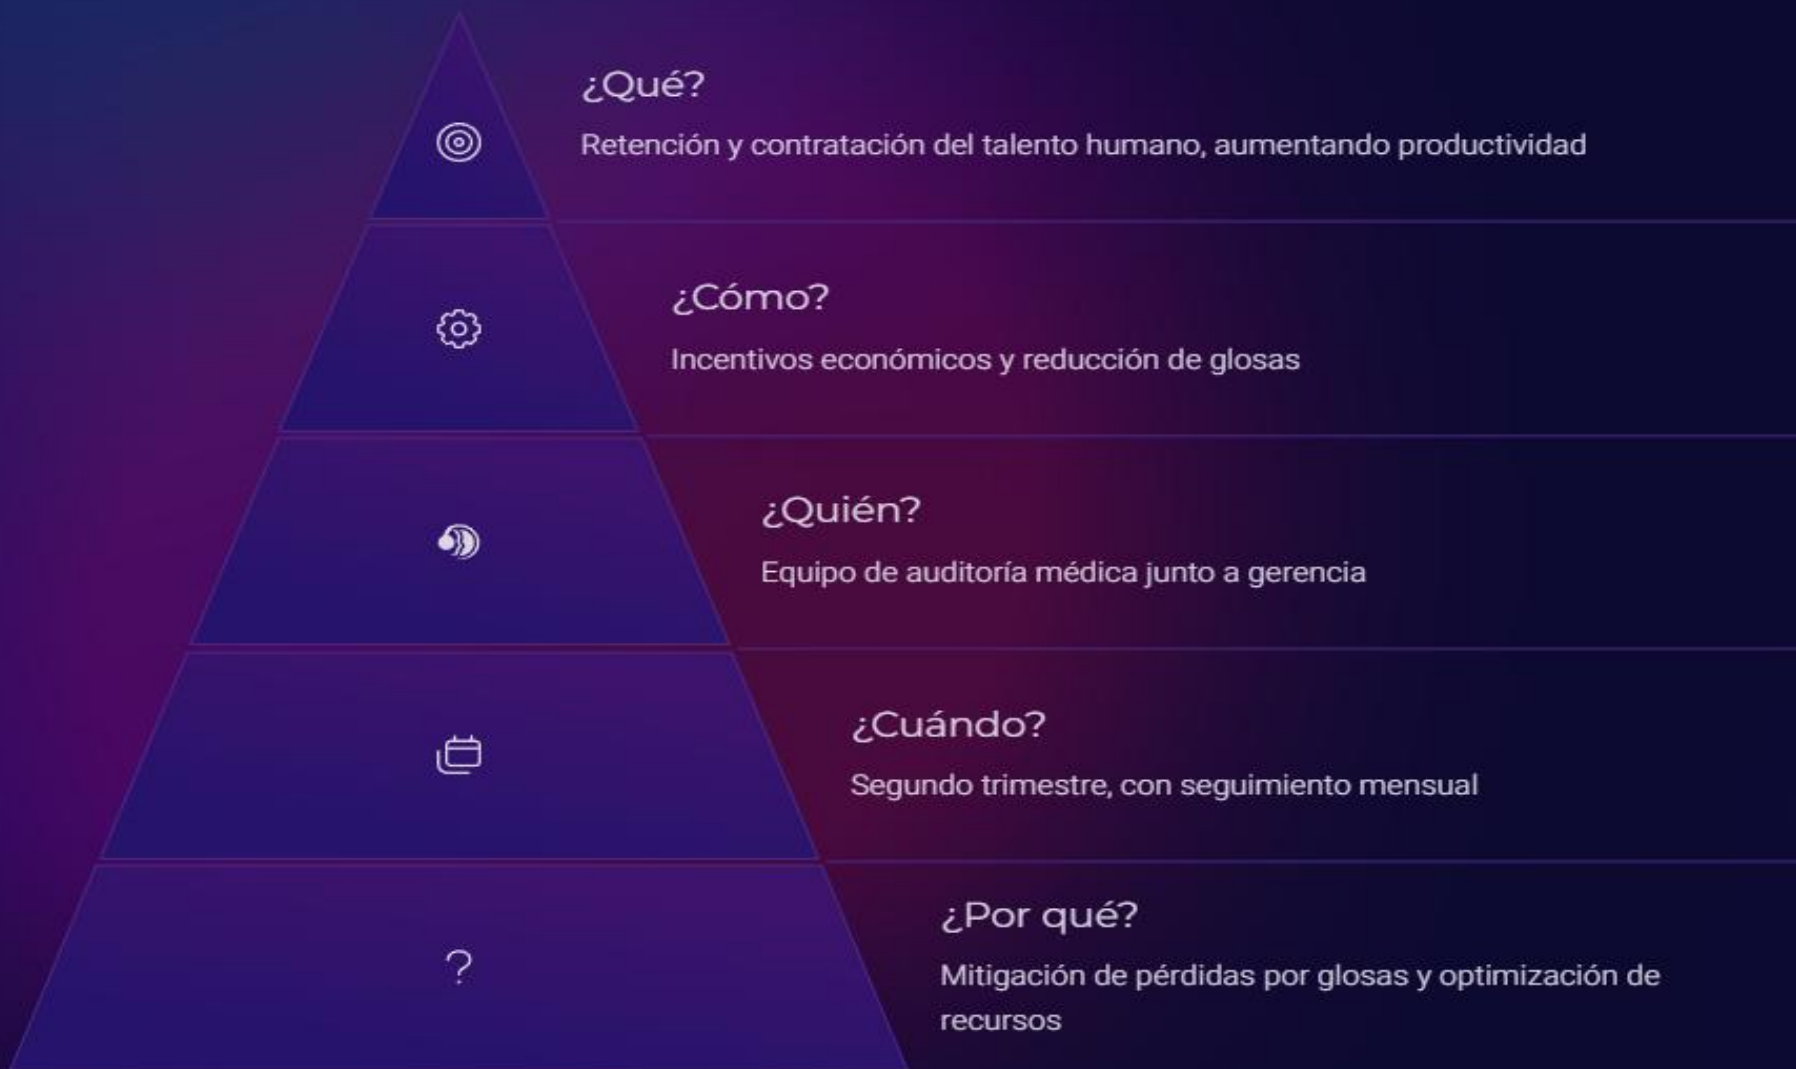 ¿Qué?
Retención y contratación del talento humano, aumentando productividad
¿Cómo?
Incentivos económicos y reducción de glosas
¿Quién?
Equipo de auditoría médica junto a gerencia
¿Cuándo?
Segundo trimestre, con seguimiento mensual
?
¿Por qué?
Mitigación de pérdidas por glosas y optimización de
recursos